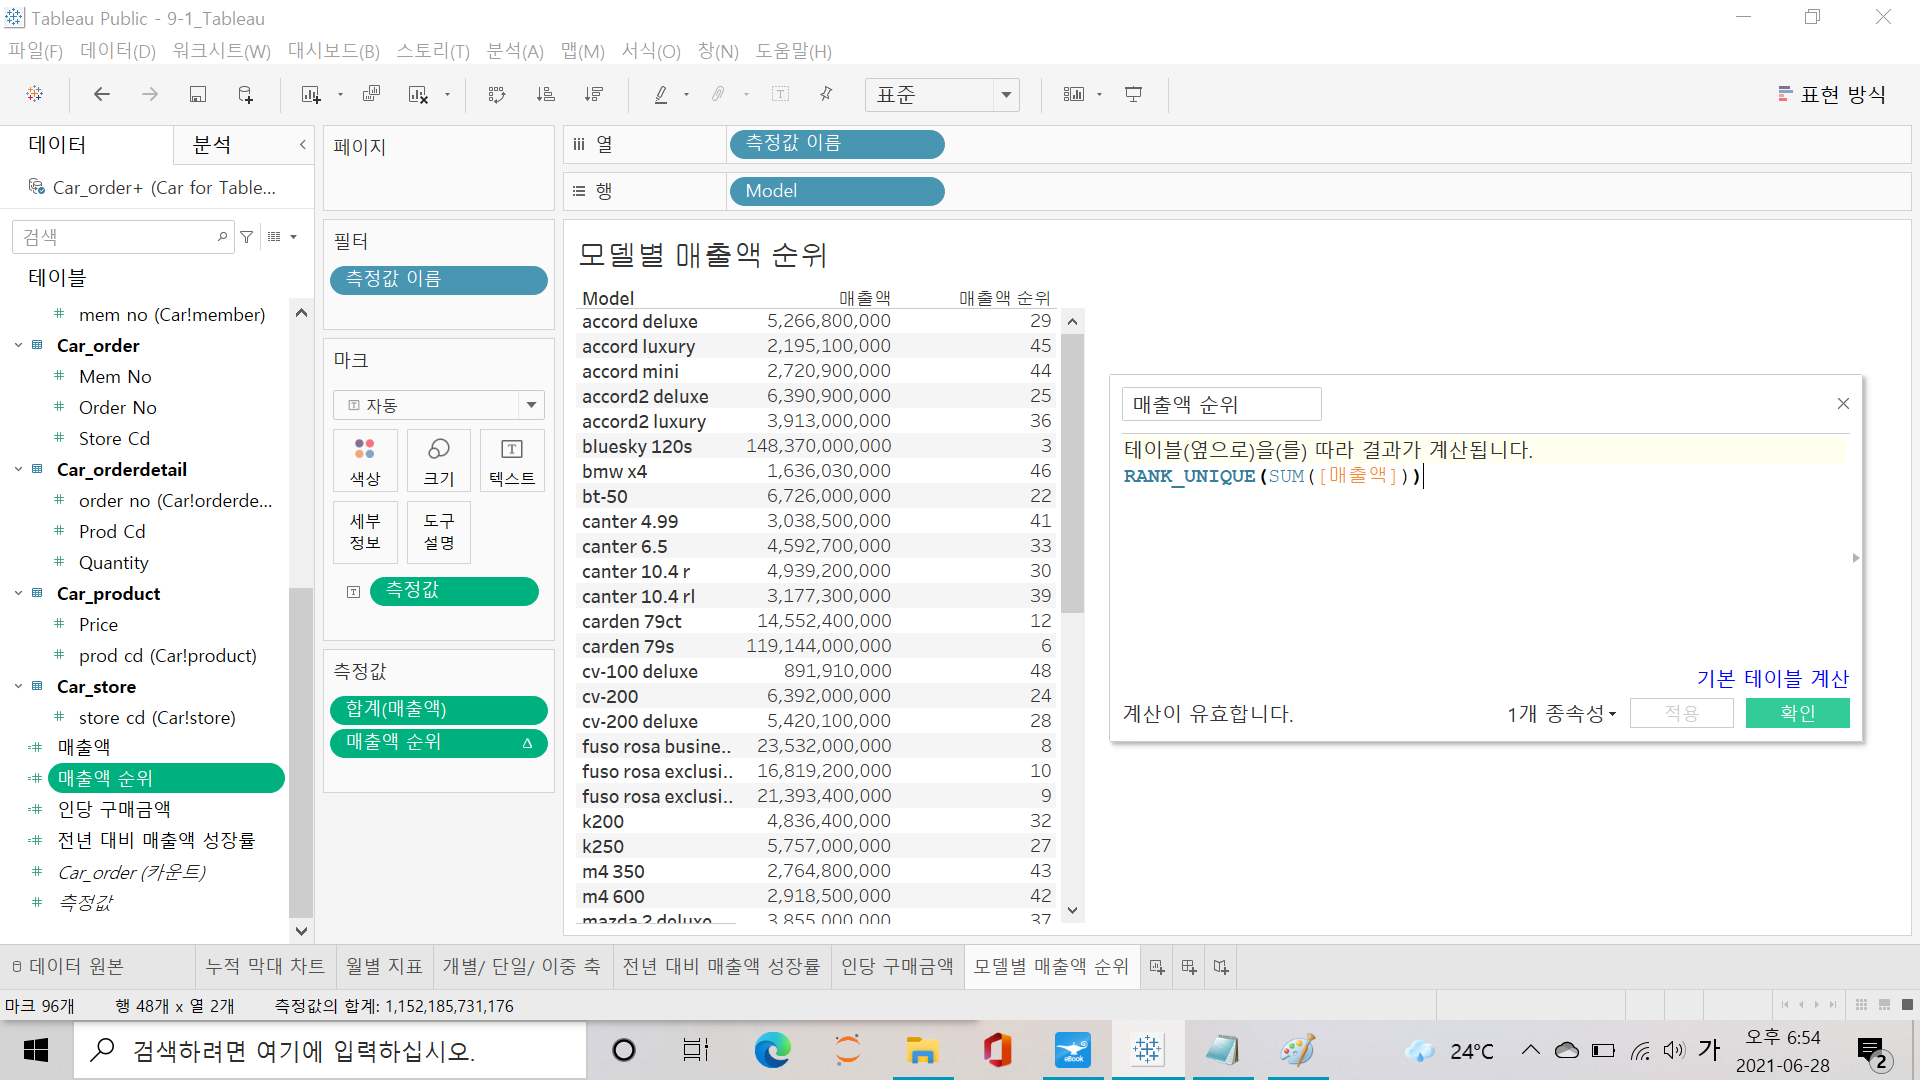 Tableau Public - 9-1_Tableau
파일(F) 데이터(D) 워크시트(W) 대시보드(B) 스토리(T) 분석(A) 맵(M) 서식(O) 창(N) 도움말(H)
표준
표현 방식
데이터 분석
Car_order+ (Car for Table...
검색
테이블
mem no (Car!member)
Car_order
Mem No
Order No
Store Cd
Car_orderdetail
order no (Car!orderde...
Prod Cd
Quantity
Car_product
Price
prod cd (Car!product)
Car_store
store cd (Car!store)
매출액
매출액 순위
인당 구매금액
전년 대비 매출액 성장률
Car_order (카운트)
측정값
페이지
필터
측정값 이름
마크
자동
색상 크기 텍스트
세부 정보 도구 설명
측정값
측정값
합계(매출액)
매출액 순위 Δ
열 측정값 이름
행 Model
모델별 매출액 순위
Model 매출액 매출액 순위
accord deluxe 5,266,800,000 29
accord luxury 2,195,100,000 45
accord mini 2,720,900,000 44
accord2 deluxe 6,390,900,000 25
accord2 luxury 3,913,000,000 36
bluesky 120s 148,370,000,000 3
bmw x4 1,636,030,000 46
bt-50 6,726,000,000 22
canter 4.99 3,038,500,000 41
canter 6.5 4,592,700,000 33
canter 10.4 r 4,939,200,000 30
canter 10.4 rl 3,177,300,000 39
carden 79ct 14,552,400,000 12
carden 79s 119,144,000,000 6
cv-100 deluxe 891,910,000 48
cv-200 6,392,000,000 24
cv-200 deluxe 5,420,100,000 28
fuso rosa busine.. 23,532,000,000 8
fuso rosa exclusi.. 16,819,200,000 10
fuso rosa exclusi.. 21,393,400,000 9
k200 4,836,400,000 32
k250 5,757,000,000 27
m4 350 2,764,800,000 43
m4 600 2,918,500,000 42
mazda 2 deluxe 3,855,000,000 37
매출액 순위
테이블(옆으로)을(를) 따라 결과가 계산됩니다.
RANK_UNIQUE(SUM([매출액]))
기본 테이블 계산
계산이 유효합니다. 1개 종속성 적용 확인
데이터 원본 누적 막대 차트 월별 지표 개별/ 단일/ 이중 축 전년 대비 매출액 성장률 인당 구매금액 모델별 매출액 순위
마크 96개 행 48개 x 열 2개 측정값의 합계: 1,152,185,731,176
검색하려면 여기에 입력하십시오.
eBook
24°C
가
오후 6:54
2021-06-28
2